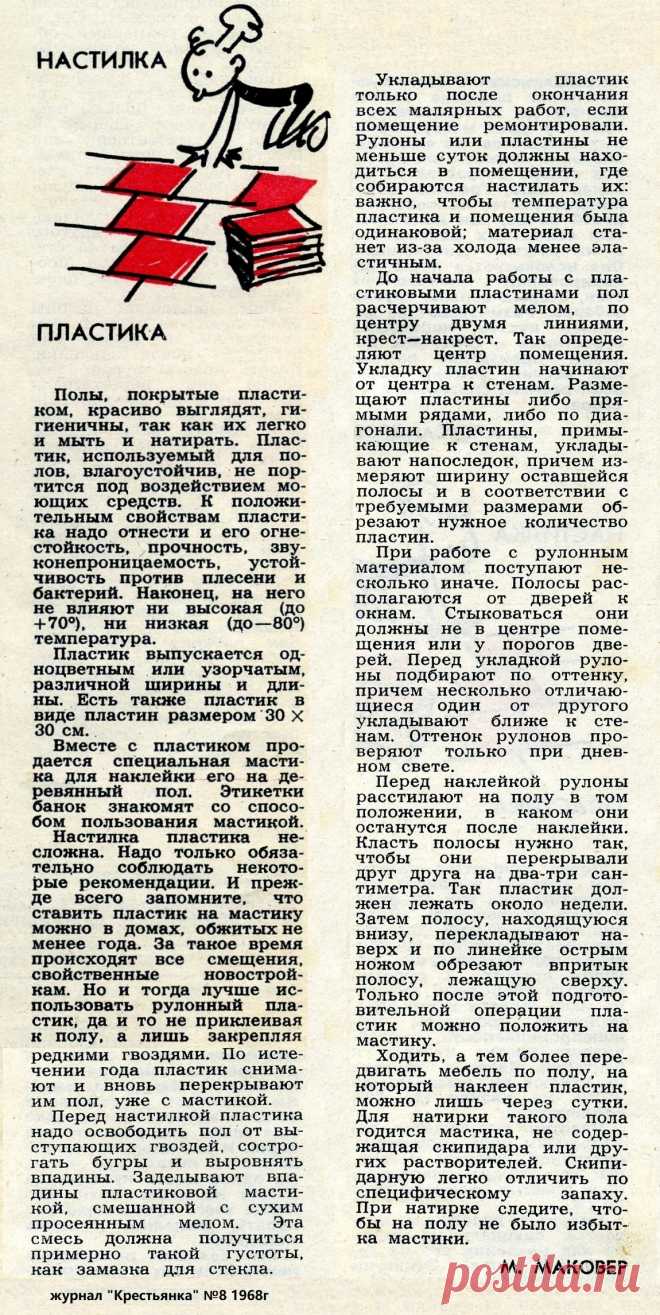 НАСТИЛКА
ПЛАСТИКА
Полы, покрытые пласти-
ком, красиво выглядят, ги-
гиеничны, так как их легко
и мыть и натирать. Плас-
тик, используемый для по-
лов, влагоустойчив, не пор-
тится под воздействием мо-
ющих средств. К положи-
тельным свойствам пласти-
ка надо отнести и его огне-
стойкость, прочность, зву-
конепроницаемость, устой-
чивость против плесени и
бактерий. Наконец, на него
не влияют ни высокая (до
+70°), ни низкая (до—80°)
температура.
Пластик выпускается од-
ноцветным или узорчатым,
различной ширины и дли-
ны. Есть также пластик в
виде пластин размером 30 ×
30 см.
Вместе с пластиком про-
дается специальная масти-
ка для наклейки его на де-
ревянный пол. Этикетки
банок знакомят со спосо-
бом пользования мастикой.
Настилка пластика не-
сложна. Надо только обяза-
тельно соблюдать некото-
рые рекомендации. И преж-
де всего запомните, что
ставить пластик на мастику
можно в домах, обжитых не
менее года. За такое время
происходят все смещения,
свойственные новострой-
кам. Но и тогда лучше ис-
пользовать рулонный пла-
стик, да и то не приклеивая
к полу, а лишь закрепляя
редкими гвоздями. По исте-
чении года пластик снима-
ют и вновь перекрывают
им пол, уже с мастикой.
Перед настилкой пластика
надо освободить пол от вы-
ступающих гвоздей, состро-
гать бугры и выровнять
впадины. Заделывают впа-
дины пластиковой масти-
кой, смешанной с сухим
просеянным мелом. Эта
смесь должна получиться
примерно такой густоты,
как замазка для стекла.
Укладывают пластик
только после окончания
всех малярных работ, если
помещение ремонтировали.
Рулоны или пластины не
меньше суток должны нахо-
диться в помещении, где
собираются настилать их:
важно, чтобы температура
пластика и помещения была
одинаковой; материал ста-
нет из-за холода менее эла-
стичным.
До начала работы с пла-
стиковыми пластинами пол
расчерчивают мелом, по
центру двумя линиями,
крест—накрест. Так опреде-
ляют центр помещения.
Укладку пластин начинают
от центра к стенам. Разме-
щают пластины либо пря-
мыми рядами, либо по диа-
гонали. Пластины, примы-
кающие к стенам, уклады-
вают напоследок, причем из-
меряют ширину оставшейся
полосы и в соответствии с
требуемыми размерами об-
резают нужное количество
пластин.
При работе с рулонным
материалом поступают не-
сколько иначе. Полосы рас-
полагаются от дверей к
окнам. Стыковаться они
должны не в центре поме-
щения или у порогов две-
рей. Перед укладкой руло-
ны подбирают по оттенку,
причем несколько отличаю-
щиеся один от другого
укладывают ближе к сте-
нам. Оттенок рулонов про-
веряют только при днев-
ном свете.
Перед наклейкой рулоны
расстилают на полу в том
положении, в каком они
останутся после наклейки.
Класть полосы нужно так,
чтобы они перекрывали
друг друга на два-три сан-
тиметра. Так пластик дол-
жен лежать около недели.
Затем полосу, находящуюся
внизу, перекладывают на-
верх и по линейке острым
ножом обрезают впритык
полосу, лежащую сверху.
Только после этой подгото-
вительной операции пла-
стик можно положить на
мастику.
Ходить, а тем более пере-
двигать мебель по полу, на
который наклеен пластик,
можно лишь через сутки.
Для натирки такого пола
годится мастика, не содер-
жащая скипидара или дру-
гих растворителей. Скипи-
дарную легко отличить по
специфическому запаху.
При натирке следите, что-
бы на полу не было избыт-
ка мастики.
М. МАКОВЕР
журнал "Крестьянка" №8 1968г
postila.ru